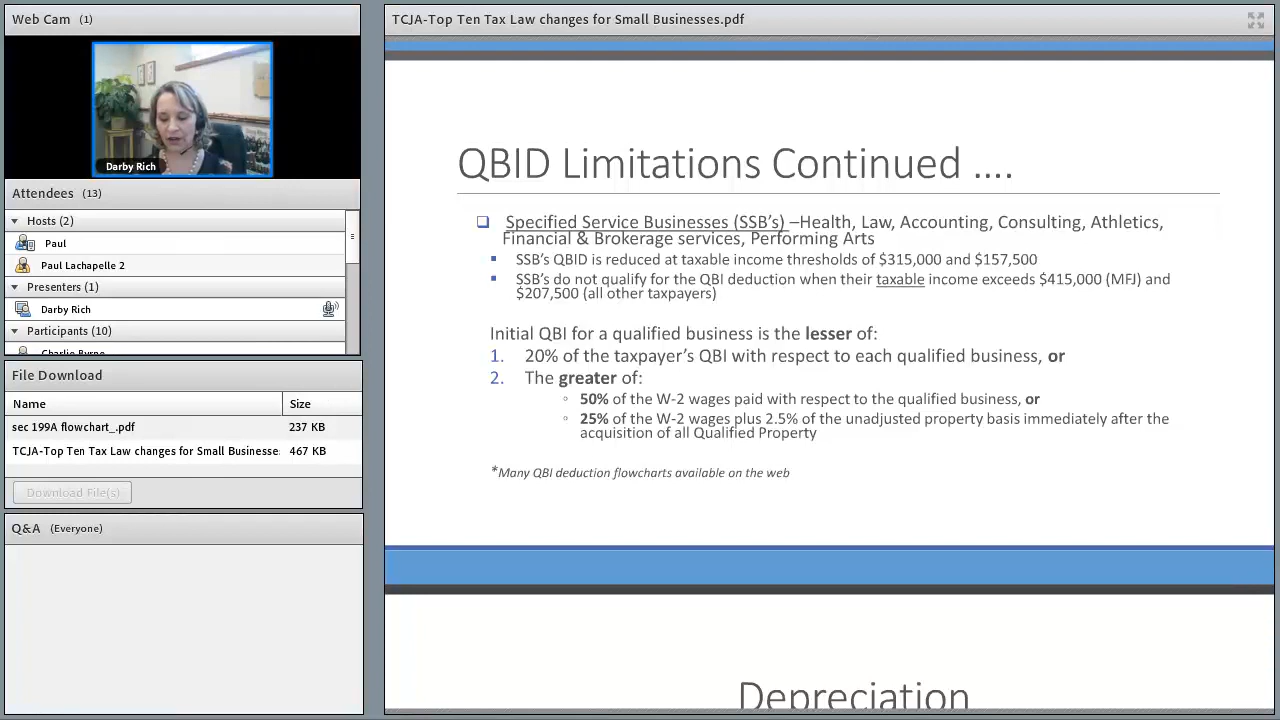 Web Cam (1)
Darby Rich
Attendees (13)
Hosts (2)
Paul
Paul Lachapelle 2
Presenters (1)
Darby Rich
Participants (10)
Charlie Byrne
File Download
Name Size
sec 199A flowchart_.pdf 237 KB
TCJA-Top Ten Tax Law changes for Small Businesse 467 KB
Download File(s)
Q&A (Everyone)
TCJA-Top Ten Tax Law changes for Small Businesses.pdf
QBID Limitations Continued ....
Specified Service Businesses (SSB's) –Health, Law, Accounting, Consulting, Athletics,
Financial & Brokerage services, Performing Arts
SSB's QBID is reduced at taxable income thresholds of $315,000 and $157,500
SSB's do not qualify for the QBI deduction when their taxable income exceeds $415,000 (MFJ) and
$207,500 (all other taxpayers)
Initial QBI for a qualified business is the lesser of:
1. 20% of the taxpayer's QBI with respect to each qualified business, or
2. The greater of:
50% of the W-2 wages paid with respect to the qualified business, or
25% of the W-2 wages plus 2.5% of the unadjusted property basis immediately after the
acquisition of all Qualified Property
*Many QBI deduction flowcharts available on the web
Depreciation